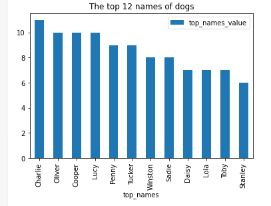 The top 12 names of dogs
top_names_value
10
8
6
4
2
0
Charlie
Oliver
Cooper
Lucy
Penny
Tucker
Winston
Sadie
Daisy
Lola
Toby
Stanley
top_names